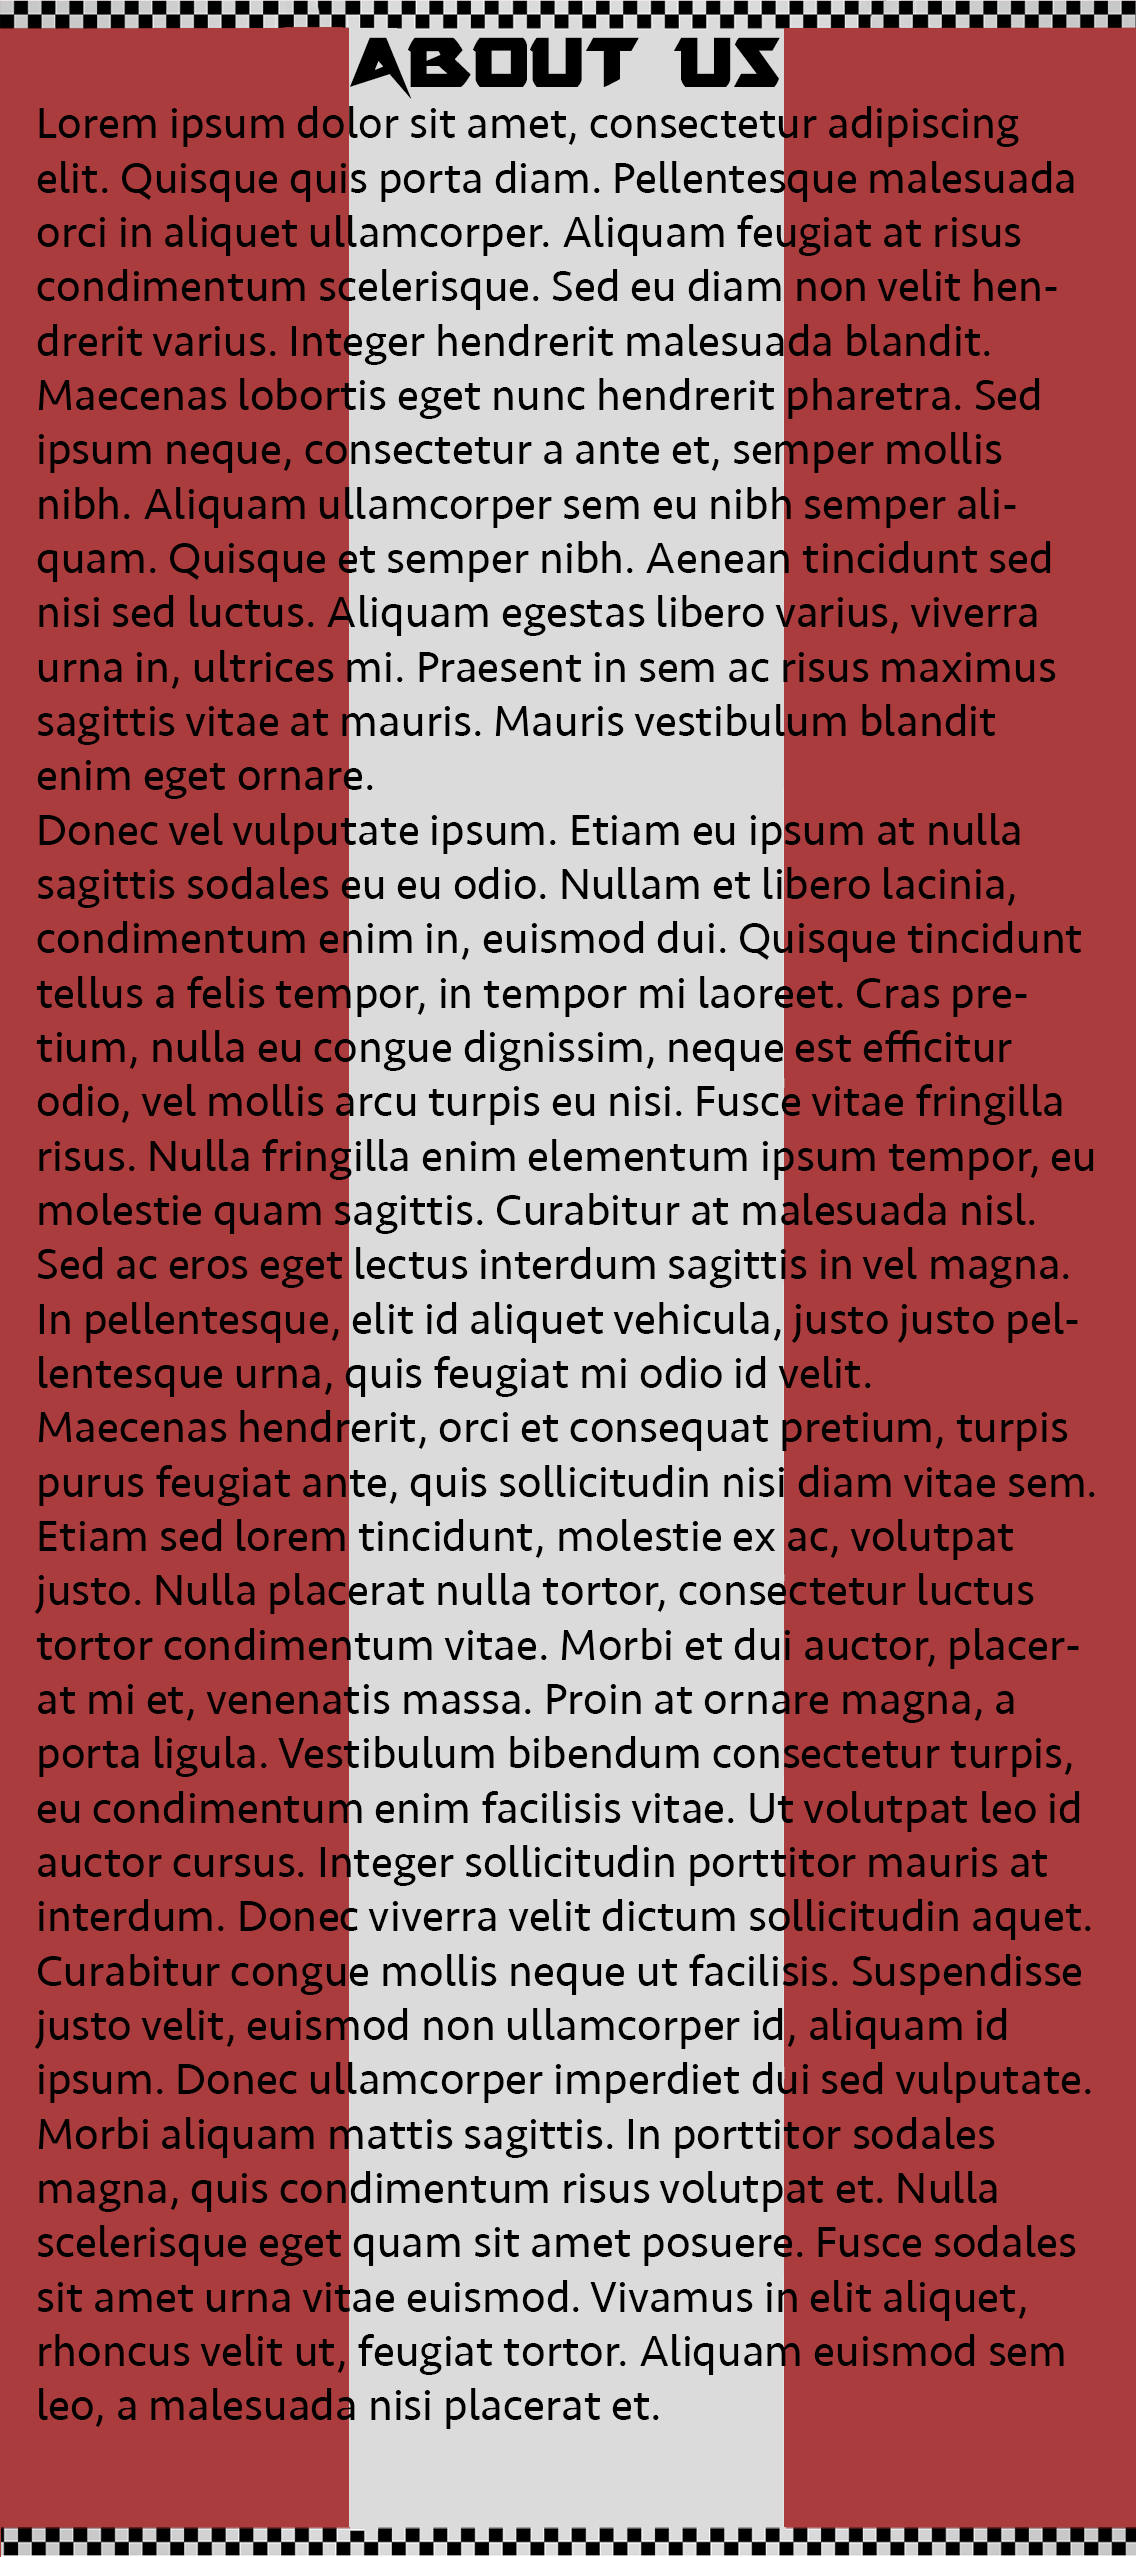 ABOUT US
Lorem ipsum dolor sit amet, consectetur adipiscing
elit. Quisque quis porta diam. Pellentesque malesuada
orci in aliquet ullamcorper. Aliquam feugiat at risus
condimentum scelerisque. Sed eu diam non velit hen-
drerit varius. Integer hendrerit malesuada blandit.
Maecenas lobortis eget nunc hendrerit pharetra. Sed
ipsum neque, consectetur a ante et, semper mollis
nibh. Aliquam ullamcorper sem eu nibh semper ali-
quam. Quisque et semper nibh. Aenean tincidunt sed
nisi sed luctus. Aliquam egestas libero varius, viverra
urna in, ultrices mi. Praesent in sem ac risus maximus
sagittis vitae at mauris. Mauris vestibulum blandit
enim eget ornare.
Donec vel vulputate ipsum. Etiam eu ipsum at nulla
sagittis sodales eu eu odio. Nullam et libero lacinia,
condimentum enim in, euismod dui. Quisque tincidunt
tellus a felis tempor, in tempor mi laoreet. Cras pre-
tium, nulla eu congue dignissim, neque est efficitur
odio, vel mollis arcu turpis eu nisi. Fusce vitae fringilla
risus. Nulla fringilla enim elementum ipsum tempor, eu
molestie quam sagittis. Curabitur at malesuada nisl.
Sed ac eros eget lectus interdum sagittis in vel magna.
In pellentesque, elit id aliquet vehicula, justo justo pel-
lentesque urna, quis feugiat mi odio id velit.
Maecenas hendrerit, orci et consequat pretium, turpis
purus feugiat ante, quis sollicitudin nisi diam vitae sem.
Etiam sed lorem tincidunt, molestie ex ac, volutpat
justo. Nulla placerat nulla tortor, consectetur luctus
tortor condimentum vitae. Morbi et dui auctor, placer-
at mi et, venenatis massa. Proin at ornare magna, a
porta ligula. Vestibulum bibendum consectetur turpis,
eu condimentum enim facilisis vitae. Ut volutpat leo id
auctor cursus. Integer sollicitudin porttitor mauris at
interdum. Donec viverra velit dictum sollicitudin aquet.
Curabitur congue mollis neque ut facilisis. Suspendisse
justo velit, euismod non ullamcorper id, aliquam id
ipsum. Donec ullamcorper imperdiet dui sed vulputate.
Morbi aliquam mattis sagittis. In porttitor sodales
magna, quis condimentum risus volutpat et. Nulla
scelerisque eget quam sit amet posuere. Fusce sodales
sit amet urna vitae euismod. Vivamus in elit aliquet,
rhoncus velit ut, feugiat tortor. Aliquam euismod sem
leo, a malesuada nisi placerat et.